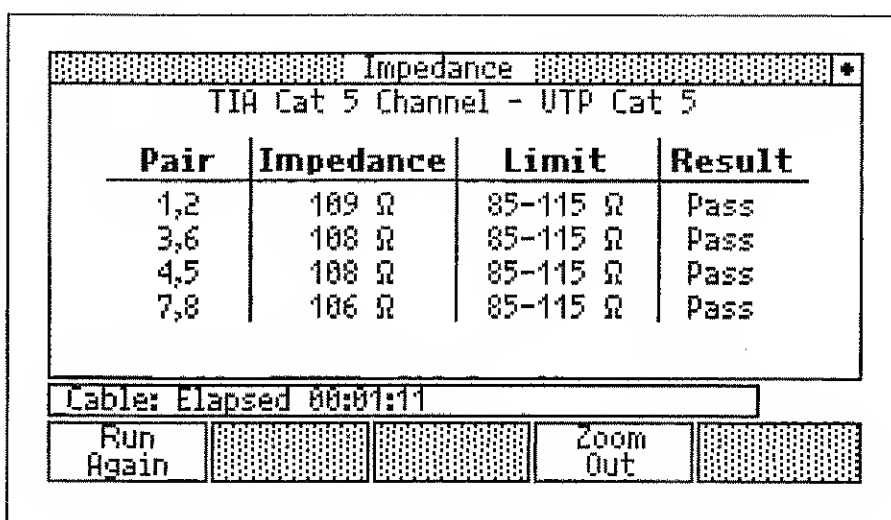 Impedance
TIA Cat 5 Channel - UTP Cat 5
Pair Impedance Limit Result
1,2 109 Ω 85-115 Ω Pass
3,6 108 Ω 85-115 Ω Pass
4,5 108 Ω 85-115 Ω Pass
7,8 106 Ω 85-115 Ω Pass
Cable: Elapsed 00:01:11
Run Again
Zoom Out